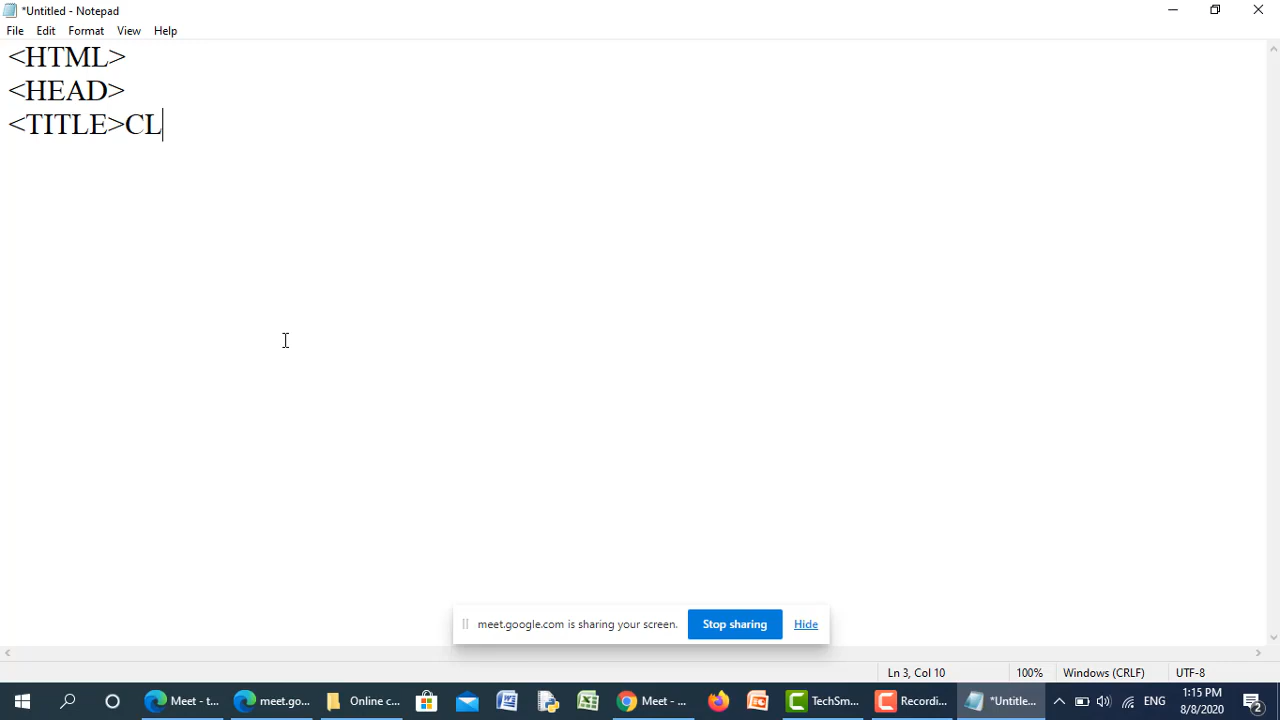 *Untitled - Notepad
File Edit Format View Help
<HTML>
<HEAD>
<TITLE>CL
meet.google.com is sharing your screen. Stop sharing Hide
Ln 3, Col 10 100% Windows (CRLF) UTF-8
Meet - t... meet.go... Online c... Meet - ... TechSm... Recordi... *Untitle... ENG 1:15 PM
8/8/2020 2